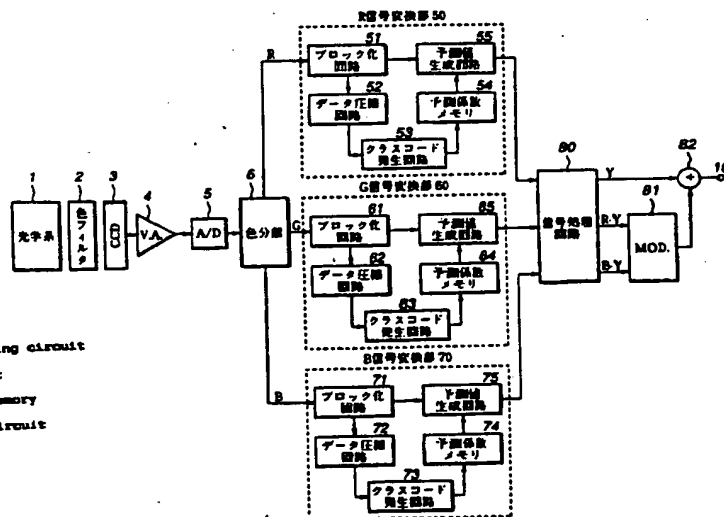 R信号変換部50
51
ブロック化
回路
55
予測値
生成回路
52
データ圧縮
回路
54
予測係数
メモリ
53
クラスコード
発生回路
R
1
光学系
2
色フィルタ
3
CCD
4
V.A.
5
A/D
6
色分離
G
B
G信号変換部60
61
ブロック化
回路
65
予測値
生成回路
62
データ圧縮
回路
64
予測係数
メモリ
63
クラスコード
発生回路
B信号変換部70
71
ブロック化
回路
75
予測値
生成回路
72
データ圧縮
回路
74
予測係数
メモリ
73
クラスコード
発生回路
80
信号処理
回路
Y
R-Y
B-Y
81
MOD.
82
+
ing circuit
mory
ircuit